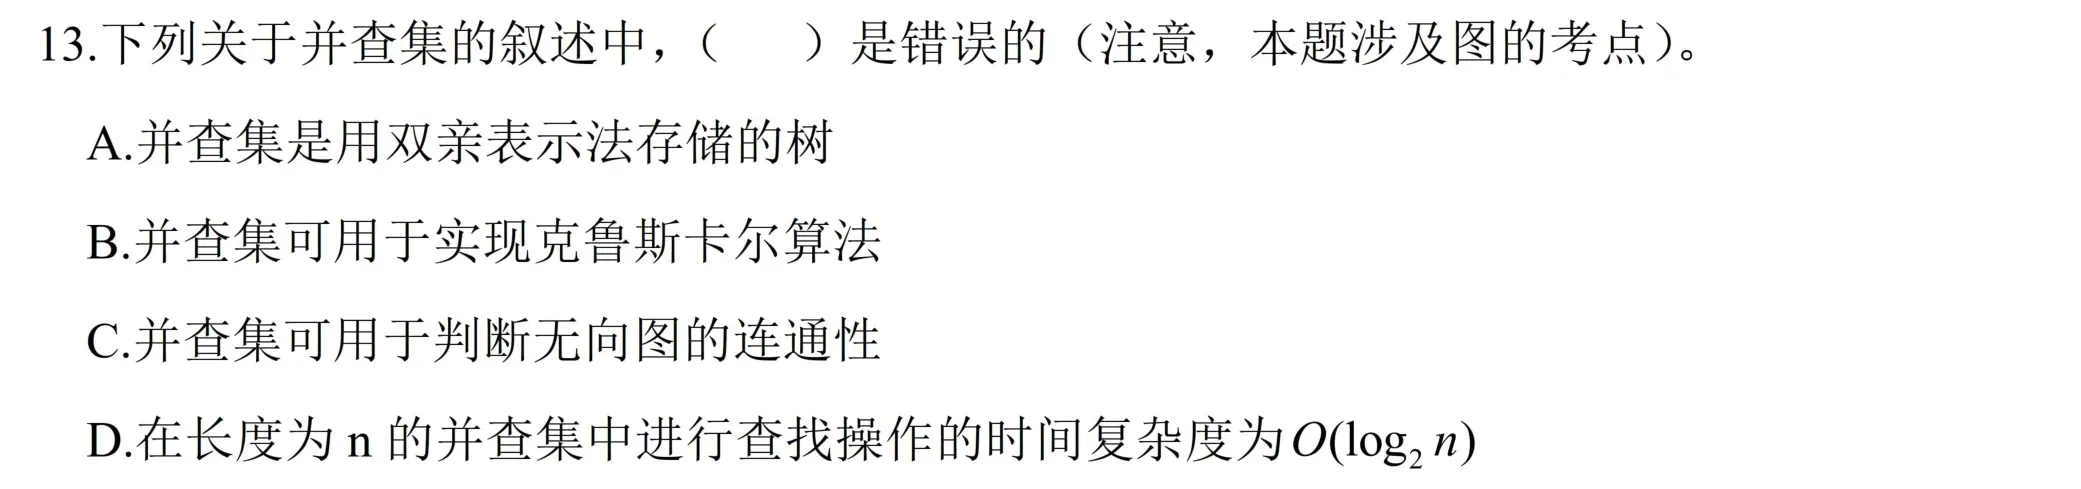 13.下列关于并查集的叙述中，（　　）是错误的（注意，本题涉及图的考点）。
A.并查集是用双亲表示法存储的树
B.并查集可用于实现克鲁斯卡尔算法
C.并查集可用于判断无向图的连通性
D.在长度为 n 的并查集中进行查找操作的时间复杂度为 O(log₂ n)